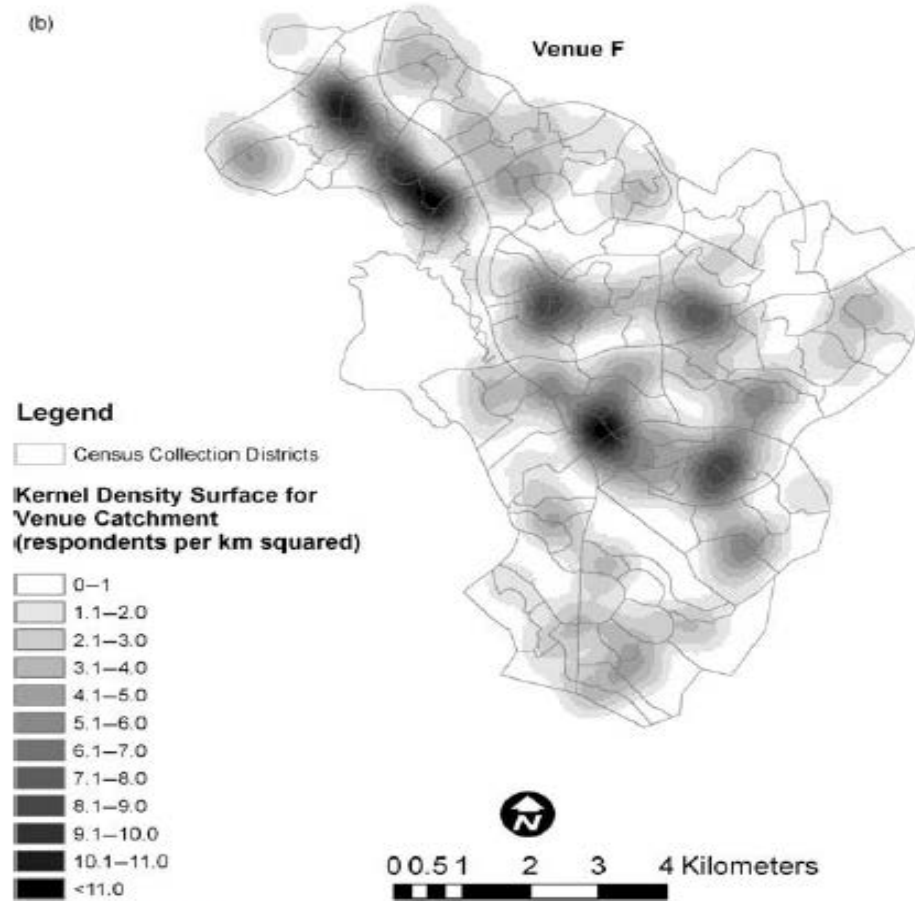 (b)
Venue F
Legend
Census Collection Districts
Kernel Density Surface for
Venue Catchment
(respondents per km squared)
0–1
1.1–2.0
2.1–3.0
3.1–4.0
4.1–5.0
5.1–6.0
6.1–7.0
7.1–8.0
8.1–9.0
9.1–10.0
10.1–11.0
<11.0
N
0 0.5 1 2 3 4 Kilometers